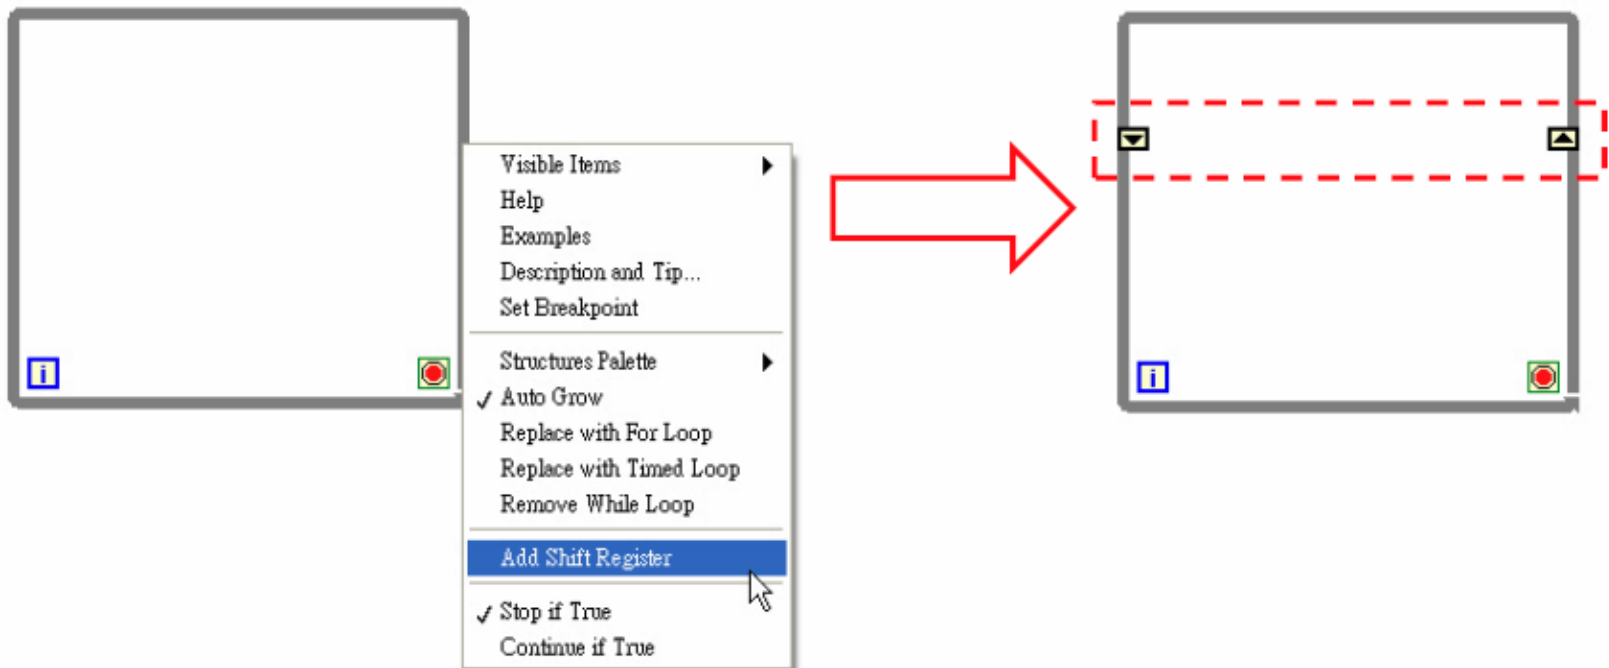 Visible Items
Help
Examples
Description and Tip...
Set Breakpoint
Structures Palette
Auto Grow
Replace with For Loop
Replace with Timed Loop
Remove While Loop
Add Shift Register
Stop if True
Continue if True
i
i